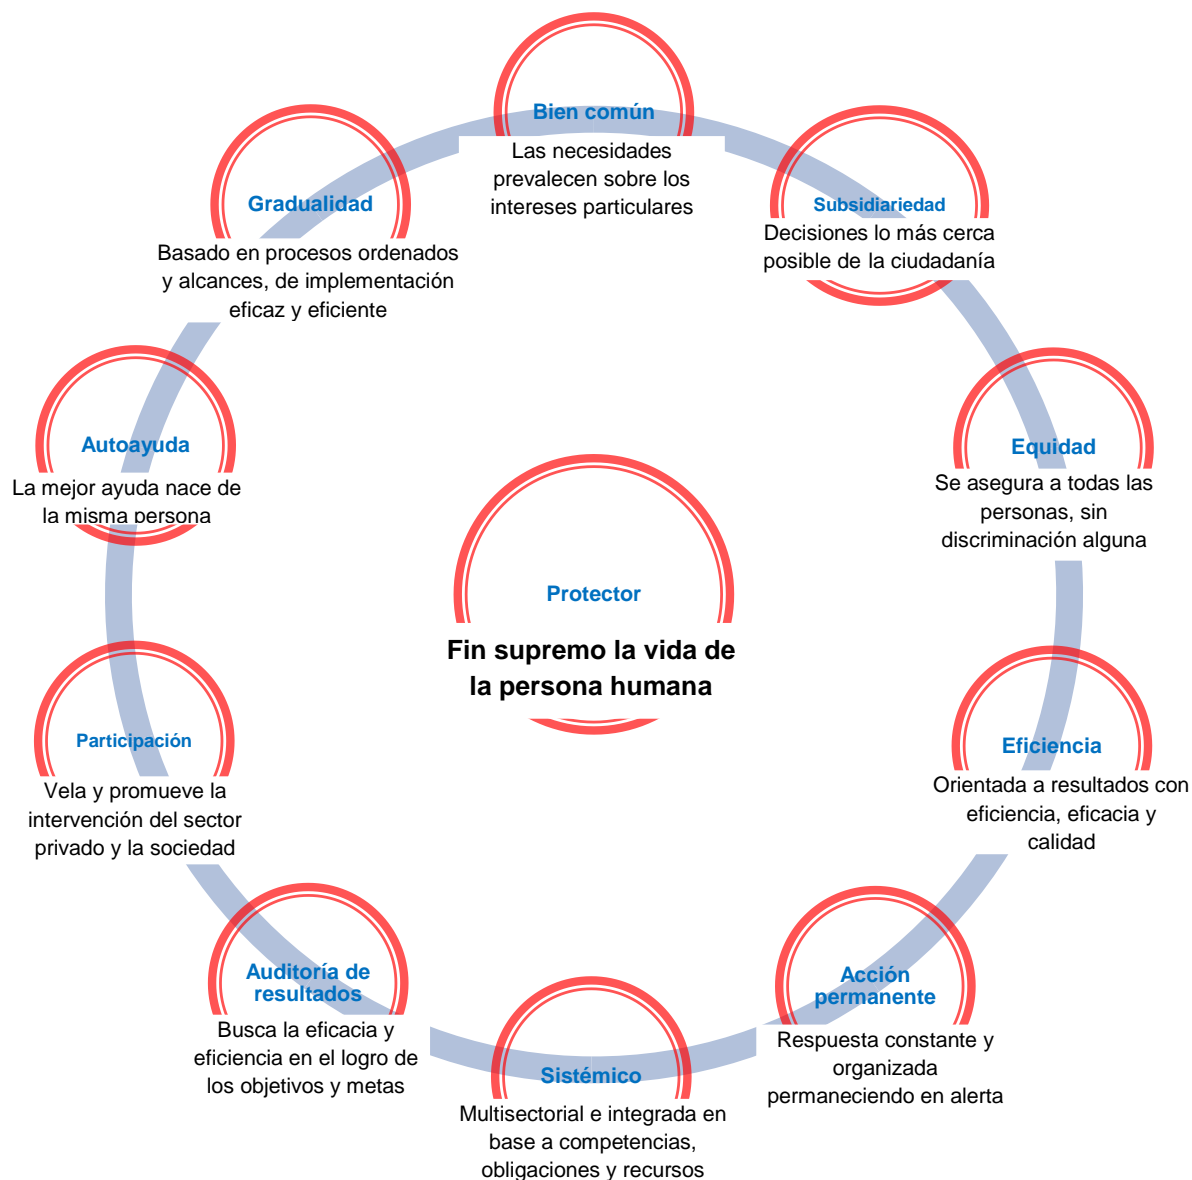 Bien común
Las necesidades
prevalecen sobre los
intereses particulares
Subsidiariedad
Decisiones lo más cerca
posible de la ciudadanía
Equidad
Se asegura a todas las
personas, sin
discriminación alguna
Eficiencia
Orientada a resultados con
eficiencia, eficacia y
calidad
Acción
permanente
Respuesta constante y
organizada
permaneciendo en alerta
Sistémico
Multisectorial e integrada en
base a competencias,
obligaciones y recursos
Auditoría de
resultados
Busca la eficacia y
eficiencia en el logro de
los objetivos y metas
Participación
Vela y promueve la
intervención del sector
privado y la sociedad
Autoayuda
La mejor ayuda nace de
la misma persona
Gradualidad
Basado en procesos ordenados
y alcances, de implementación
eficaz y eficiente
Protector
Fin supremo la vida de
la persona humana